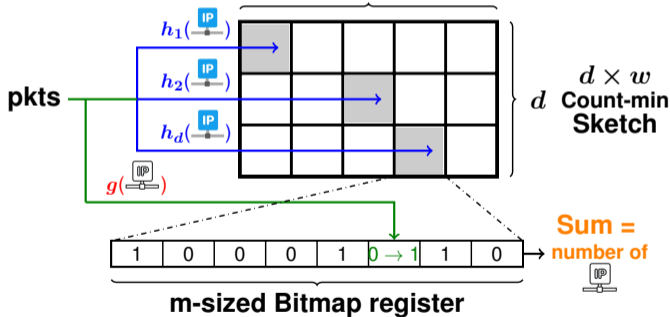 h₁( IP )
h₂( IP )
h_d( IP )
pkts
g( IP )
d
d × w
Count-min
Sketch
1 0 0 0 1 0 → 1 1 0
Sum =
number of
IP
m-sized Bitmap register